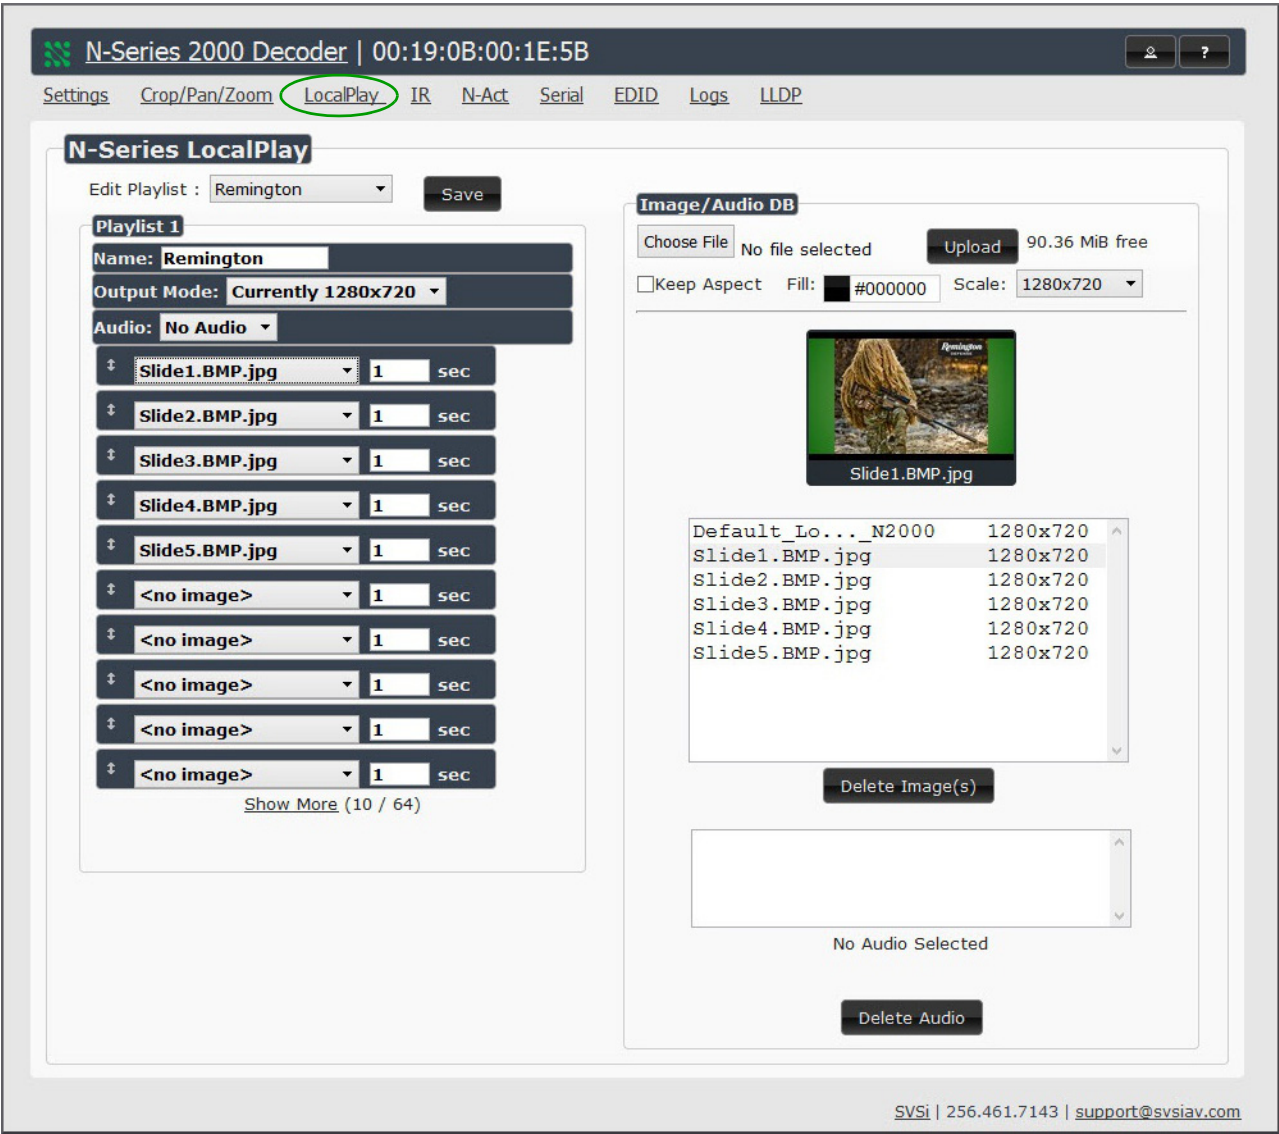 N-Series 2000 Decoder | 00:19:0B:00:1E:5B ?
Settings Crop/Pan/Zoom LocalPlay IR N-Act Serial EDID Logs LLDP
N-Series LocalPlay
Edit Playlist : Remington Save
Playlist 1
Name: Remington
Output Mode: Currently 1280x720
Audio: No Audio
Slide1.BMP.jpg 1 sec
Slide2.BMP.jpg 1 sec
Slide3.BMP.jpg 1 sec
Slide4.BMP.jpg 1 sec
Slide5.BMP.jpg 1 sec
<no image> 1 sec
<no image> 1 sec
<no image> 1 sec
<no image> 1 sec
<no image> 1 sec
Show More (10 / 64)
Image/Audio DB
Choose File No file selected Upload 90.36 MiB free
Keep Aspect Fill: #000000 Scale: 1280x720
Remington
DEFENSE
Slide1.BMP.jpg
Default_Lo..._N2000 1280x720
Slide1.BMP.jpg 1280x720
Slide2.BMP.jpg 1280x720
Slide3.BMP.jpg 1280x720
Slide4.BMP.jpg 1280x720
Slide5.BMP.jpg 1280x720
Delete Image(s)
No Audio Selected
Delete Audio
SVSi | 256.461.7143 | support@svsiav.com